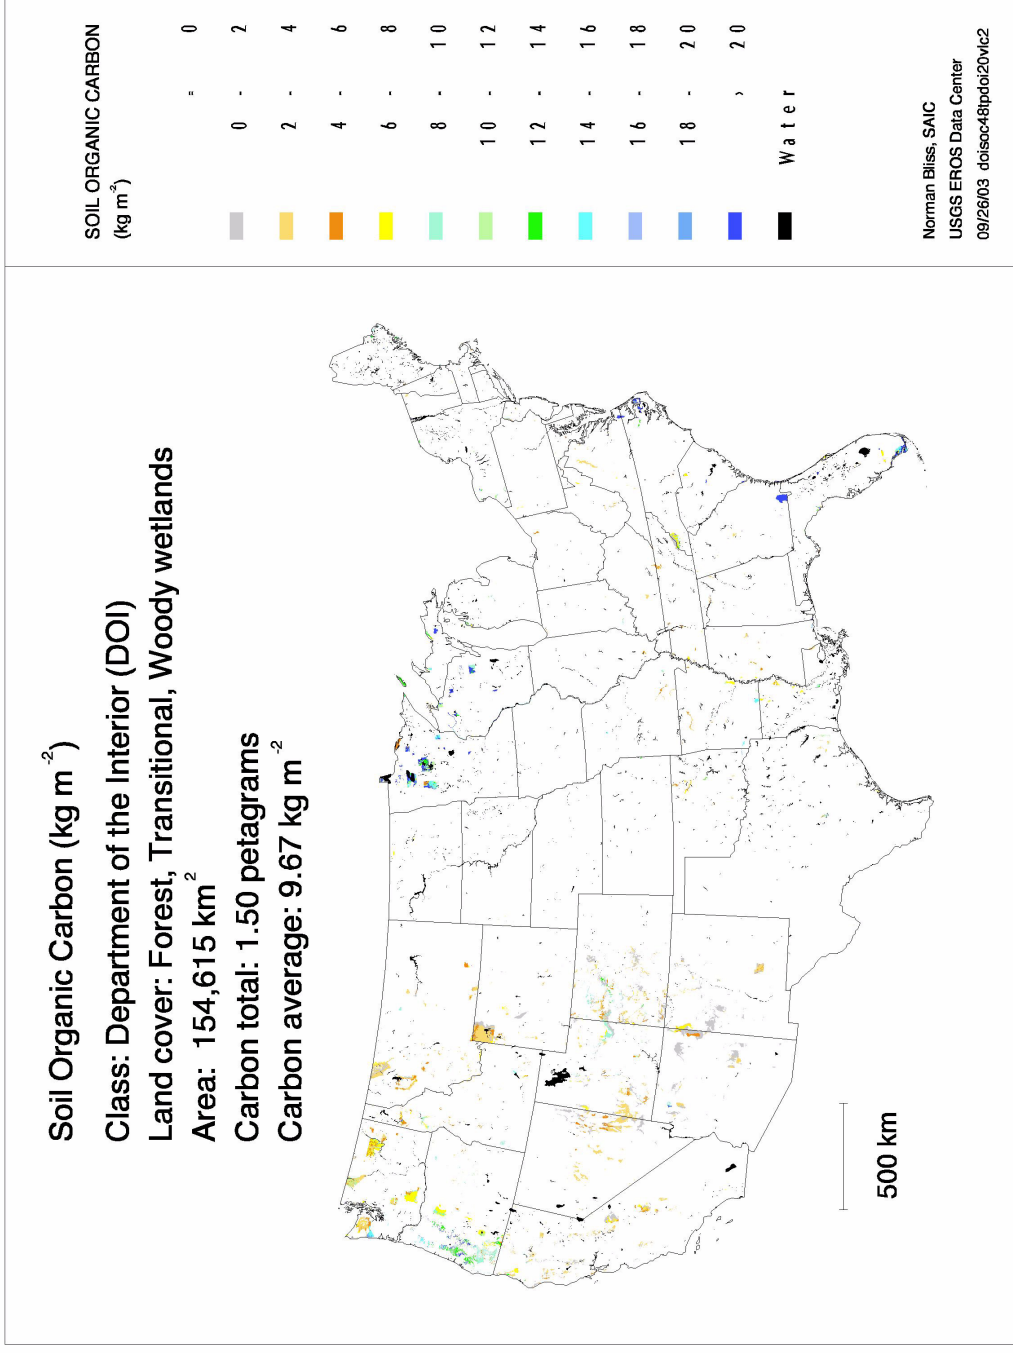 Soil Organic Carbon (kg m⁻²)
Class: Department of the Interior (DOI)
Land cover: Forest, Transitional, Woody wetlands
Area: 154,615 km²
Carbon total: 1.50 petagrams
Carbon average: 9.67 kg m⁻²
500 km
SOIL ORGANIC CARBON
(kg m⁻²)
= 0
0 - 2
2 - 4
4 - 6
6 - 8
8 - 10
10 - 12
12 - 14
14 - 16
16 - 18
18 - 20
> 20
Water
Norman Bliss, SAIC
USGS EROS Data Center
09/26/03 doisoc48tpdoi20vlc2